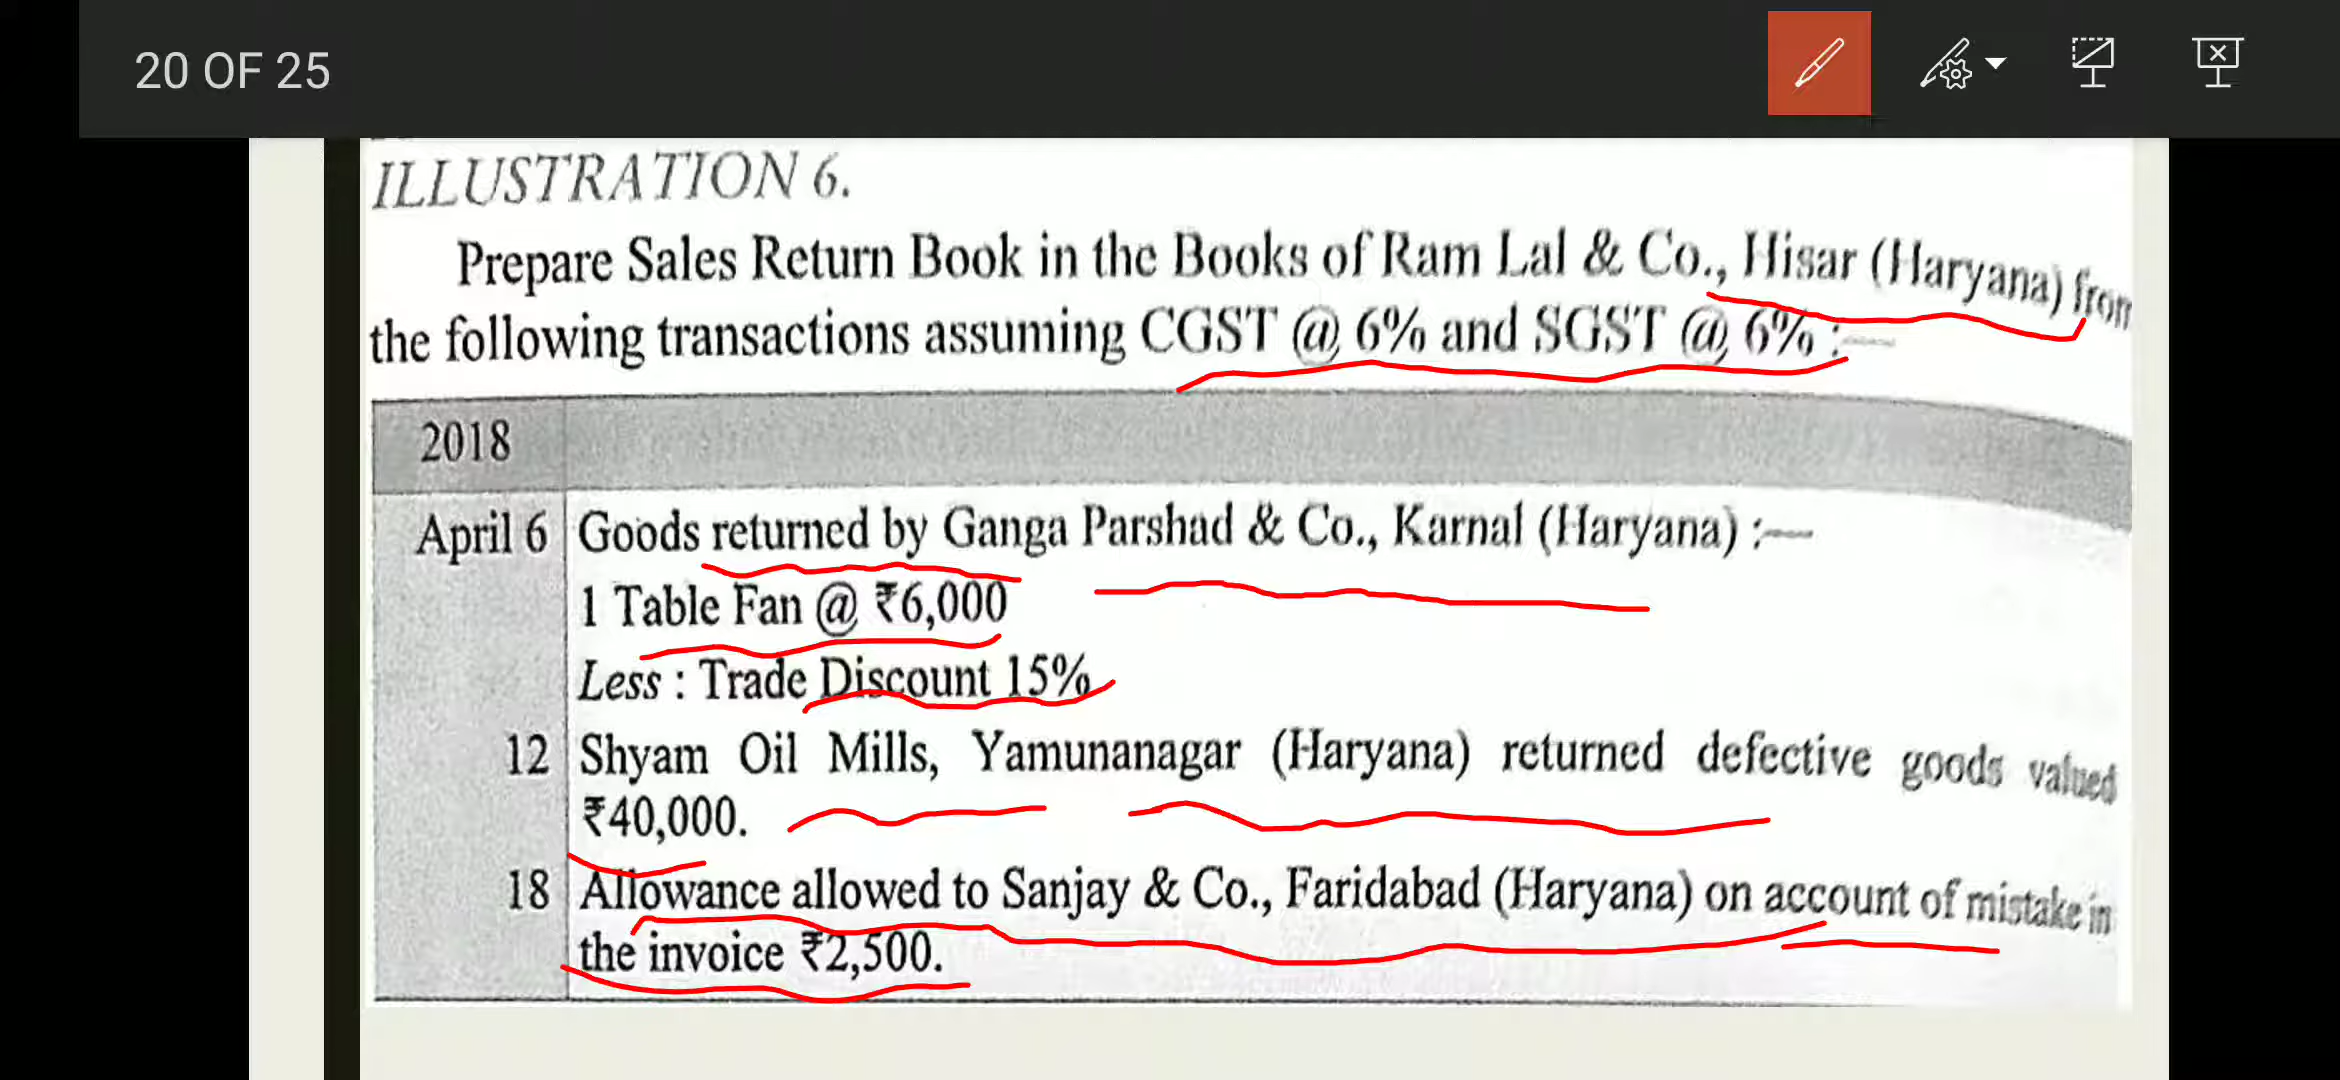 20 OF 25
ILLUSTRATION 6.
Prepare Sales Return Book in the Books of Ram Lal & Co., Hisar (Haryana) from
the following transactions assuming CGST @ 6% and SGST @ 6% :—
2018
April 6 Goods returned by Ganga Parshad & Co., Karnal (Haryana) :—
1 Table Fan @ ₹6,000
Less : Trade Discount 15%
12 Shyam Oil Mills, Yamunanagar (Haryana) returned defective goods valued
₹40,000.
18 Allowance allowed to Sanjay & Co., Faridabad (Haryana) on account of mistake in
the invoice ₹2,500.